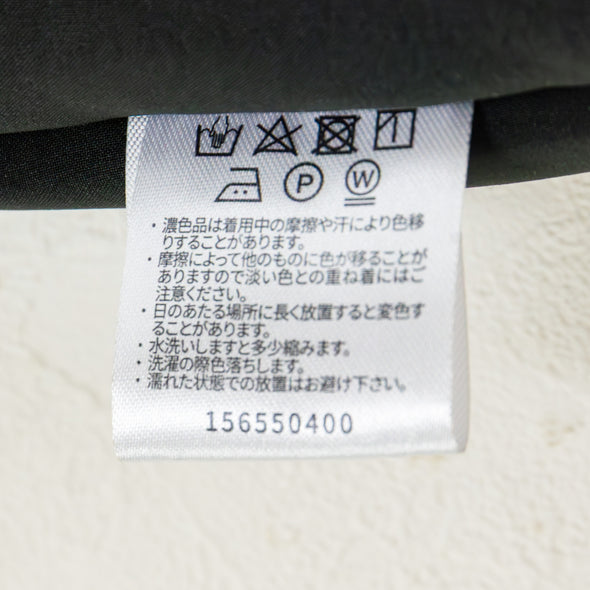 P W
・濃色品は着用中の摩擦や汗により色移
りすることがあります。
・摩擦によって他のものに色が移ることが
ありますので淡い色との重ね着にはご
注意ください。
・日のあたる場所に長く放置すると変色す
ることがあります。
・水洗いしますと多少縮みます。
・洗濯の際色落ちします。
・濡れた状態での放置はお避け下さい。
156550400